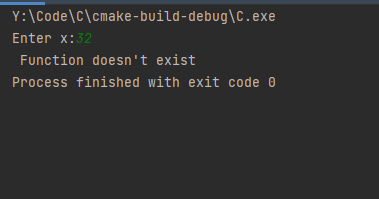 Y:\Code\C\cmake-build-debug\C.exe
Enter x:32
 Function doesn't exist
Process finished with exit code 0